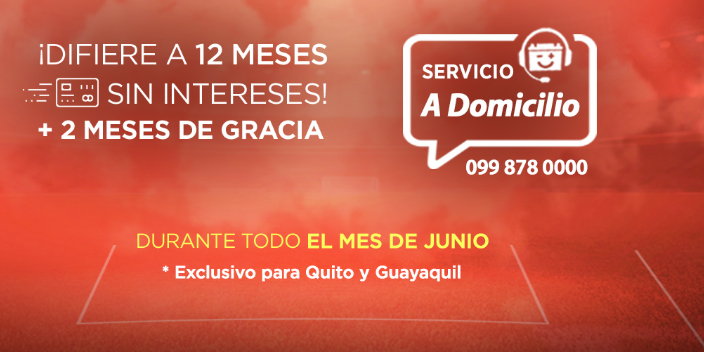 ¡DIFIERE A 12 MESES
SIN INTERESES!
+ 2 MESES DE GRACIA
SERVICIO
A Domicilio
099 878 0000
DURANTE TODO EL MES DE JUNIO
* Exclusivo para Quito y Guayaquil